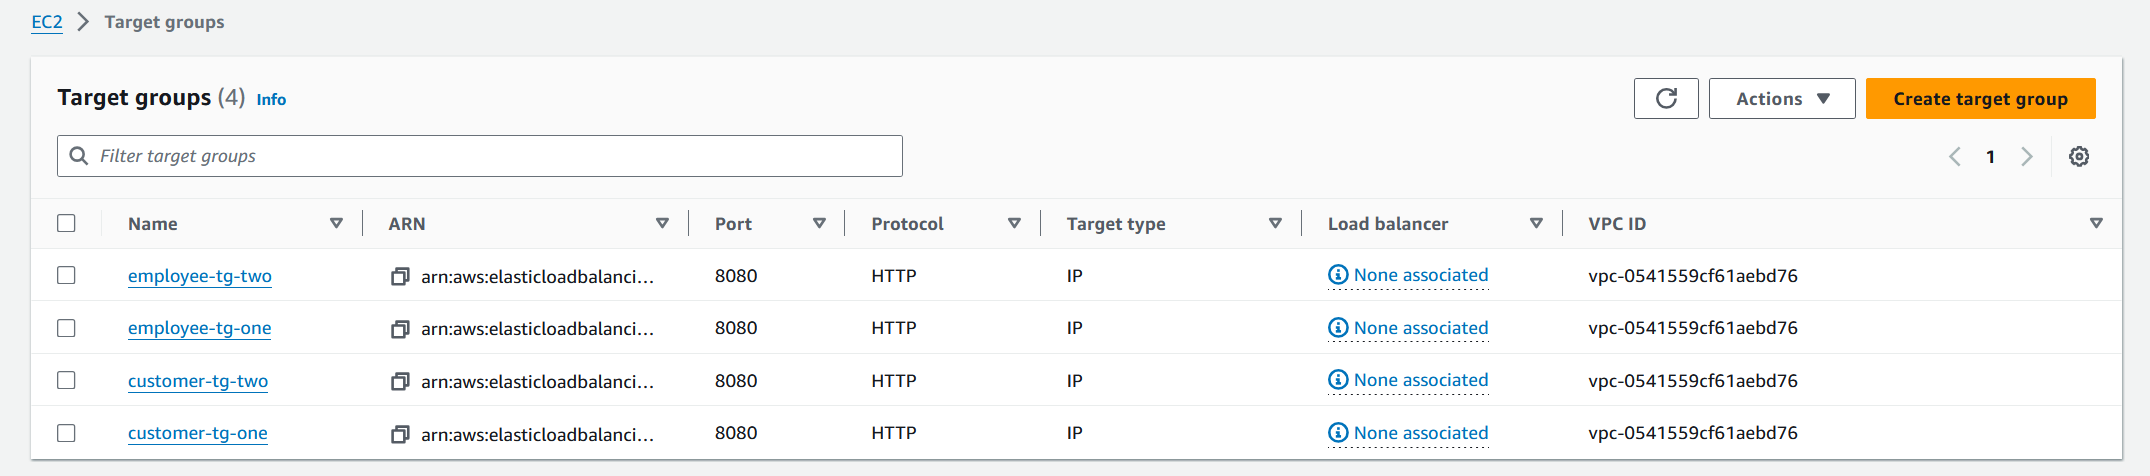 EC2 > Target groups
Target groups (4) Info
Actions
Create target group
Filter target groups
1
Name ARN Port Protocol Target type Load balancer VPC ID
employee-tg-two arn:aws:elasticloadbalanci... 8080 HTTP IP None associated vpc-0541559cf61aebd76
employee-tg-one arn:aws:elasticloadbalanci... 8080 HTTP IP None associated vpc-0541559cf61aebd76
customer-tg-two arn:aws:elasticloadbalanci... 8080 HTTP IP None associated vpc-0541559cf61aebd76
customer-tg-one arn:aws:elasticloadbalanci... 8080 HTTP IP None associated vpc-0541559cf61aebd76